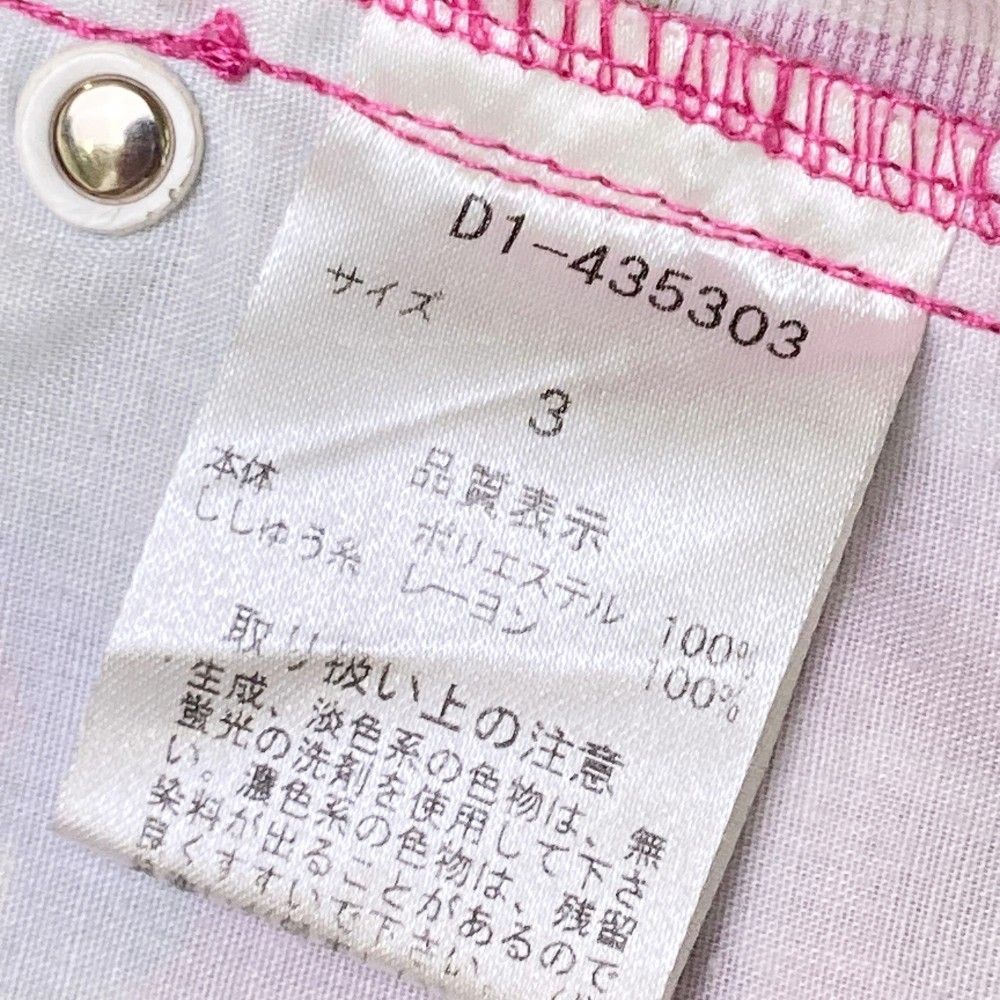 D1-435303
サイズ
3
品質表示
本体 ポリエステル 100%
ししゅう糸 レーヨン 100%
取り扱い上の注意
生成、淡色系の色物は、無
蛍光の洗剤を使用して下さ
い。濃色系の色物は、残留
染料が出ることがあるので
良くすすいで下さい